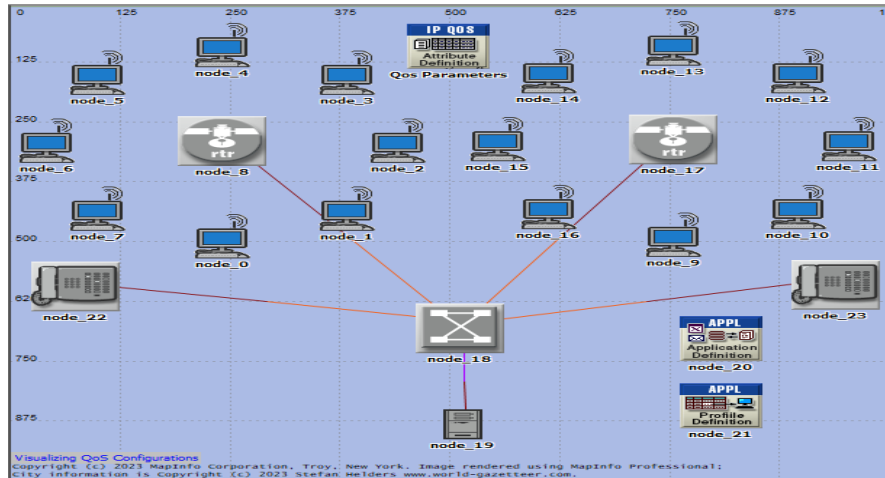 0 125 250 375 500 625 750 875
125
250
375
500
62
750
875
node_4
node_5
node_3
IP QOS
Attribute
Definition
Qos Parameters
node_13
node_14
node_12
node_6
rtr
node_8
node_2
node_15
rtr
node_17
node_11
node_7
node_0
node_1
node_16
node_9
node_10
node_22
node_18
node_23
APPL
Application
Definition
node_20
APPL
Profile
Definition
node_21
node_19
Visualizing QoS Configurations
Copyright (c) 2023 MapInfo Corporation, Troy, New York. Image rendered using MapInfo Professional;
City information is Copyright (c) 2023 Stefan Helders www.world-gazetteer.com.